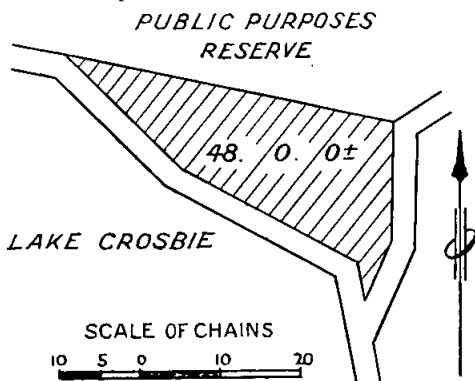 PUBLIC PURPOSES
RESERVE
48. 0. 0±
LAKE CROSBIE
SCALE OF CHAINS
10 5 0 10 20